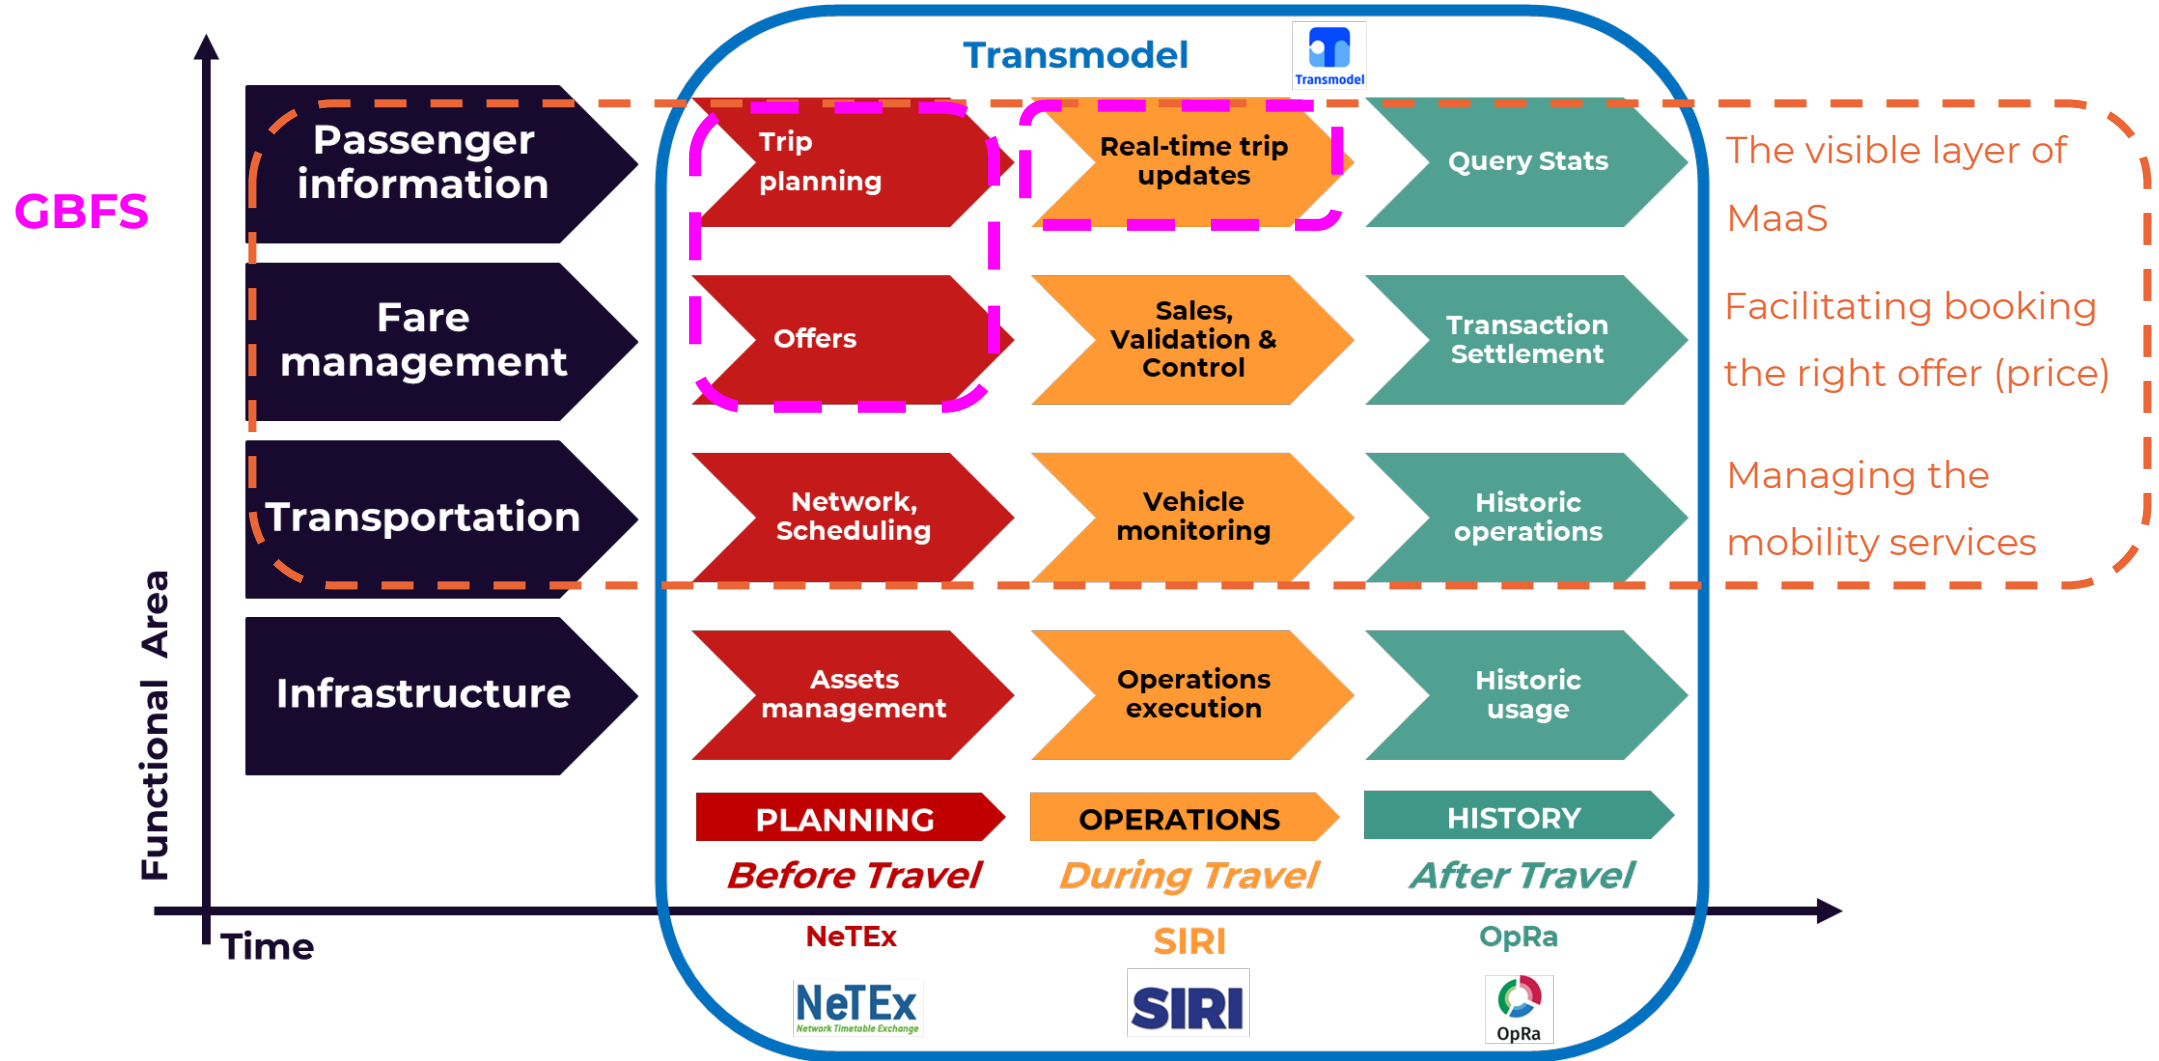 Transmodel
Transmodel
GBFS
Passenger
information
Trip
planning
Real-time trip
updates
Query Stats
The visible layer of
MaaS
Fare
management
Offers
Sales,
Validation &
Control
Transaction
Settlement
Facilitating booking
the right offer (price)
Transportation
Network,
Scheduling
Vehicle
monitoring
Historic
operations
Managing the
mobility services
Infrastructure
Assets
management
Operations
execution
Historic
usage
Functional Area
PLANNING
OPERATIONS
HISTORY
Before Travel
During Travel
After Travel
Time
NeTEx
SIRI
OpRa
NeTEx
Network Timetable Exchange
SIRI
OpRa